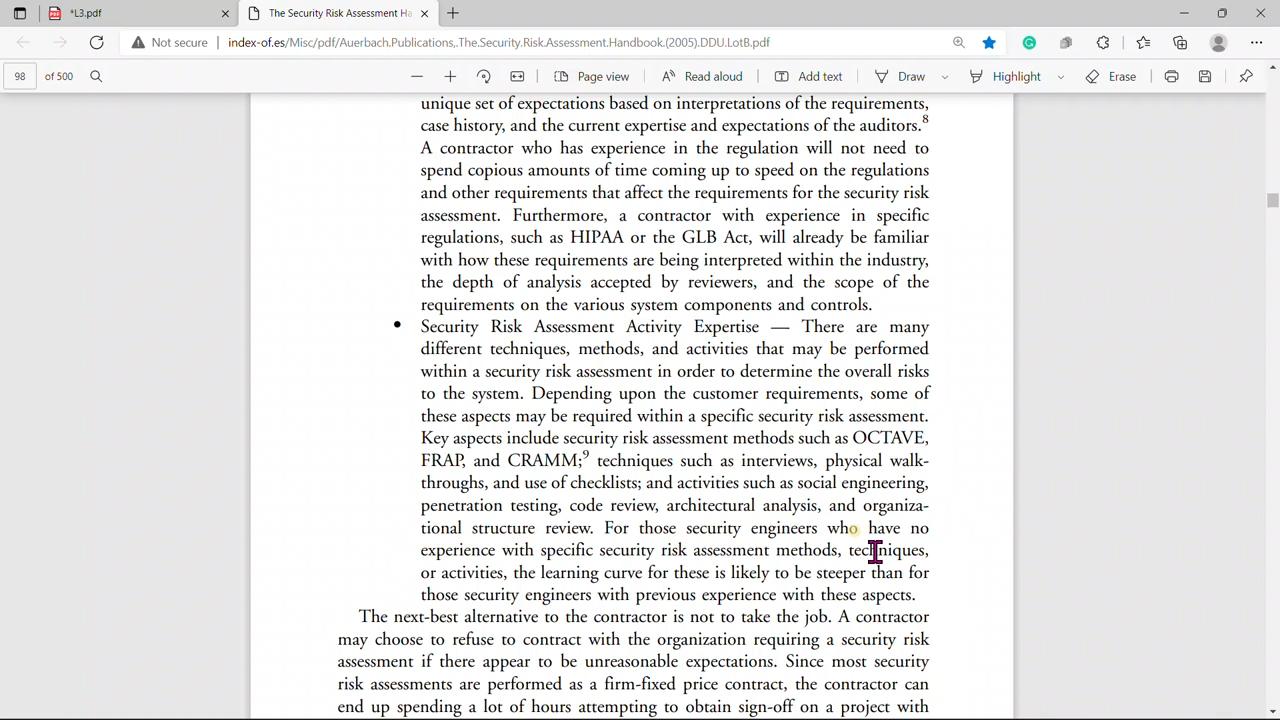 *L3.pdf
The Security Risk Assessment Ha
Not secure
index-of.es/Misc/pdf/Auerbach.Publications,.The.Security.Risk.Assessment.Handbook.(2005).DDU.LotB.pdf
98 of 500
Page view
Read aloud
Add text
Draw
Highlight
Erase
unique set of expectations based on interpretations of the requirements,
case history, and the current expertise and expectations of the auditors.8
A contractor who has experience in the regulation will not need to
spend copious amounts of time coming up to speed on the regulations
and other requirements that affect the requirements for the security risk
assessment. Furthermore, a contractor with experience in specific
regulations, such as HIPAA or the GLB Act, will already be familiar
with how these requirements are being interpreted within the industry,
the depth of analysis accepted by reviewers, and the scope of the
requirements on the various system components and controls.
• Security Risk Assessment Activity Expertise — There are many
different techniques, methods, and activities that may be performed
within a security risk assessment in order to determine the overall risks
to the system. Depending upon the customer requirements, some of
these aspects may be required within a specific security risk assessment.
Key aspects include security risk assessment methods such as OCTAVE,
FRAP, and CRAMM;9 techniques such as interviews, physical walk-
throughs, and use of checklists; and activities such as social engineering,
penetration testing, code review, architectural analysis, and organiza-
tional structure review. For those security engineers who have no
experience with specific security risk assessment methods, techniques,
or activities, the learning curve for these is likely to be steeper than for
those security engineers with previous experience with these aspects.
The next-best alternative to the contractor is not to take the job. A contractor
may choose to refuse to contract with the organization requiring a security risk
assessment if there appear to be unreasonable expectations. Since most security
risk assessments are performed as a firm-fixed price contract, the contractor can
end up spending a lot of hours attempting to obtain sign-off on a project with